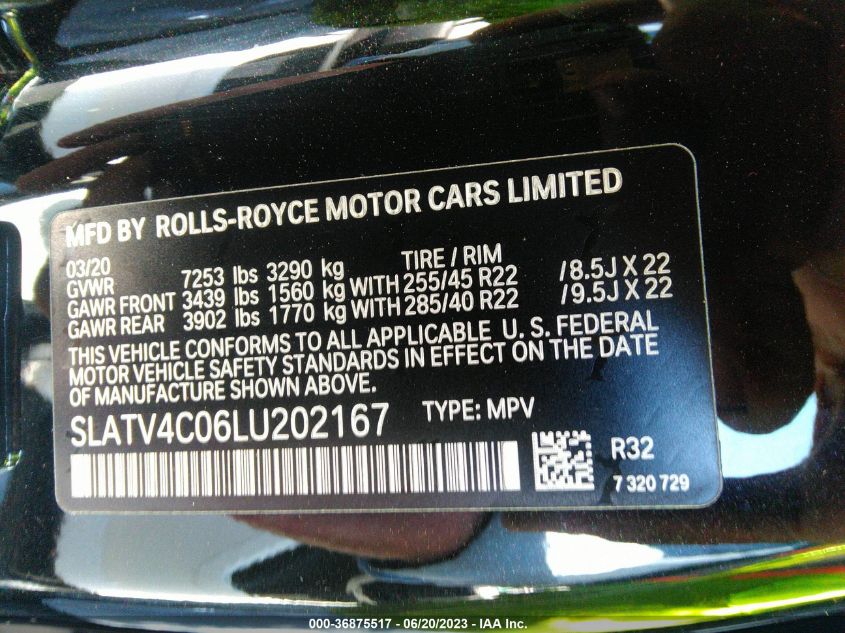 MFD BY ROLLS-ROYCE MOTOR CARS LIMITED
03/20 TIRE / RIM
GVWR 7253 lbs 3290 kg
GAWR FRONT 3439 lbs 1560 kg WITH 255/45 R22 /8.5J X 22
GAWR REAR 3902 lbs 1770 kg WITH 285/40 R22 /9.5J X 22
THIS VEHICLE CONFORMS TO ALL APPLICABLE U. S. FEDERAL
MOTOR VEHICLE SAFETY STANDARDS IN EFFECT ON THE DATE
OF MANUFACTURE SHOWN ABOVE.
SLATV4C06LU202167 TYPE: MPV
R32
7 320 729
000-36875517 - 06/20/2023 - IAA Inc.